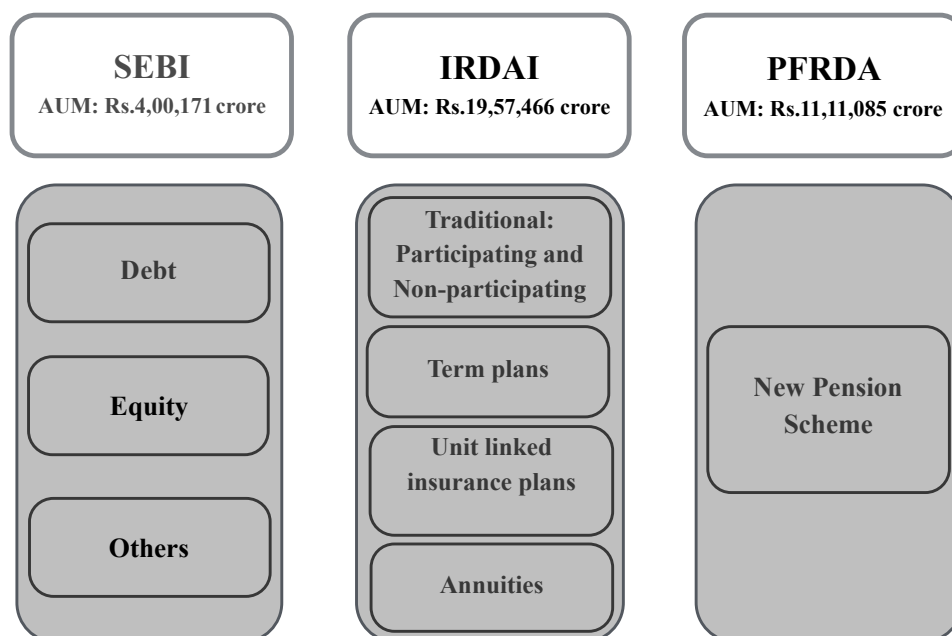 SEBI
AUM: Rs.4,00,171 crore
Debt
Equity
Others
IRDAI
AUM: Rs.19,57,466 crore
Traditional:
Participating and
Non-participating
Term plans
Unit linked
insurance plans
Annuities
PFRDA
AUM: Rs.11,11,085 crore
New Pension
Scheme